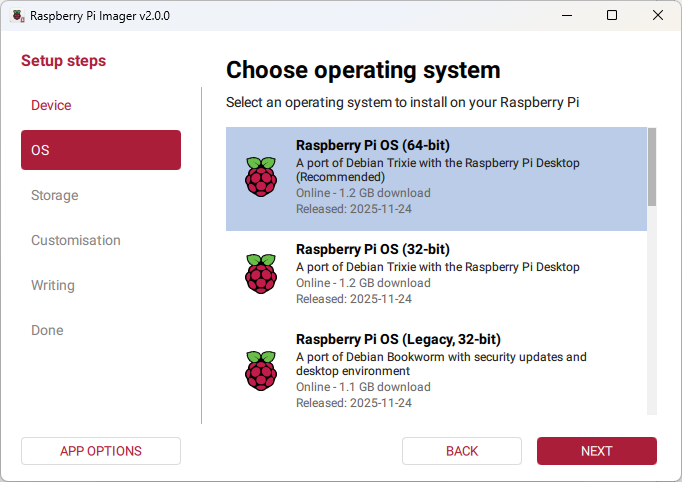 Raspberry Pi Imager v2.0.0
Setup steps
Device
OS
Storage
Customisation
Writing
Done
APP OPTIONS
Choose operating system
Select an operating system to install on your Raspberry Pi
Raspberry Pi OS (64-bit)
A port of Debian Trixie with the Raspberry Pi Desktop
(Recommended)
Online - 1.2 GB download
Released: 2025-11-24
Raspberry Pi OS (32-bit)
A port of Debian Trixie with the Raspberry Pi Desktop
Online - 1.2 GB download
Released: 2025-11-24
Raspberry Pi OS (Legacy, 32-bit)
A port of Debian Bookworm with security updates and
desktop environment
Online - 1.1 GB download
Released: 2025-11-24
BACK
NEXT